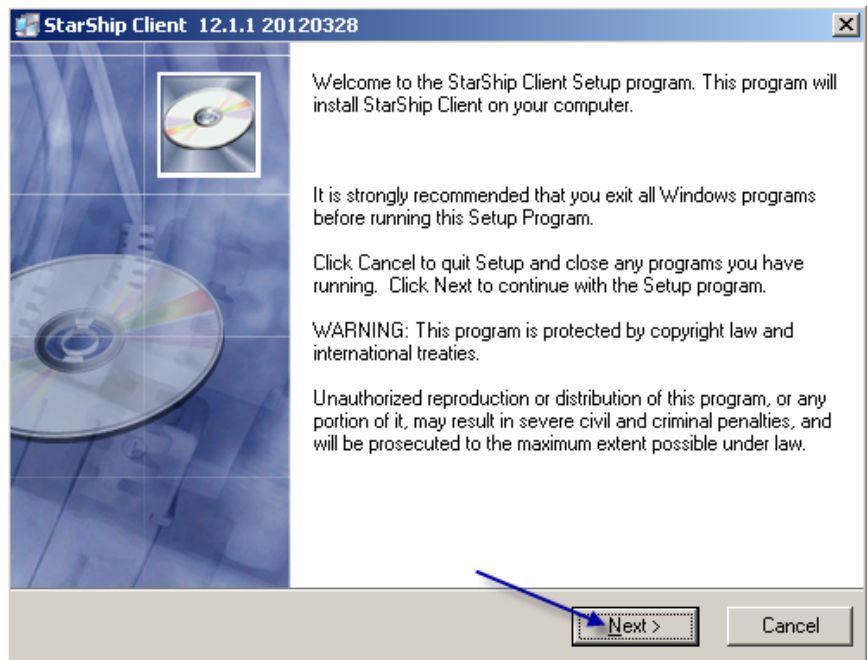 StarShip Client 12.1.1 20120328
Welcome to the StarShip Client Setup program. This program will
install StarShip Client on your computer.
It is strongly recommended that you exit all Windows programs
before running this Setup Program.
Click Cancel to quit Setup and close any programs you have
running. Click Next to continue with the Setup program.
WARNING: This program is protected by copyright law and
international treaties.
Unauthorized reproduction or distribution of this program, or any
portion of it, may result in severe civil and criminal penalties, and
will be prosecuted to the maximum extent possible under law.
Next >
Cancel